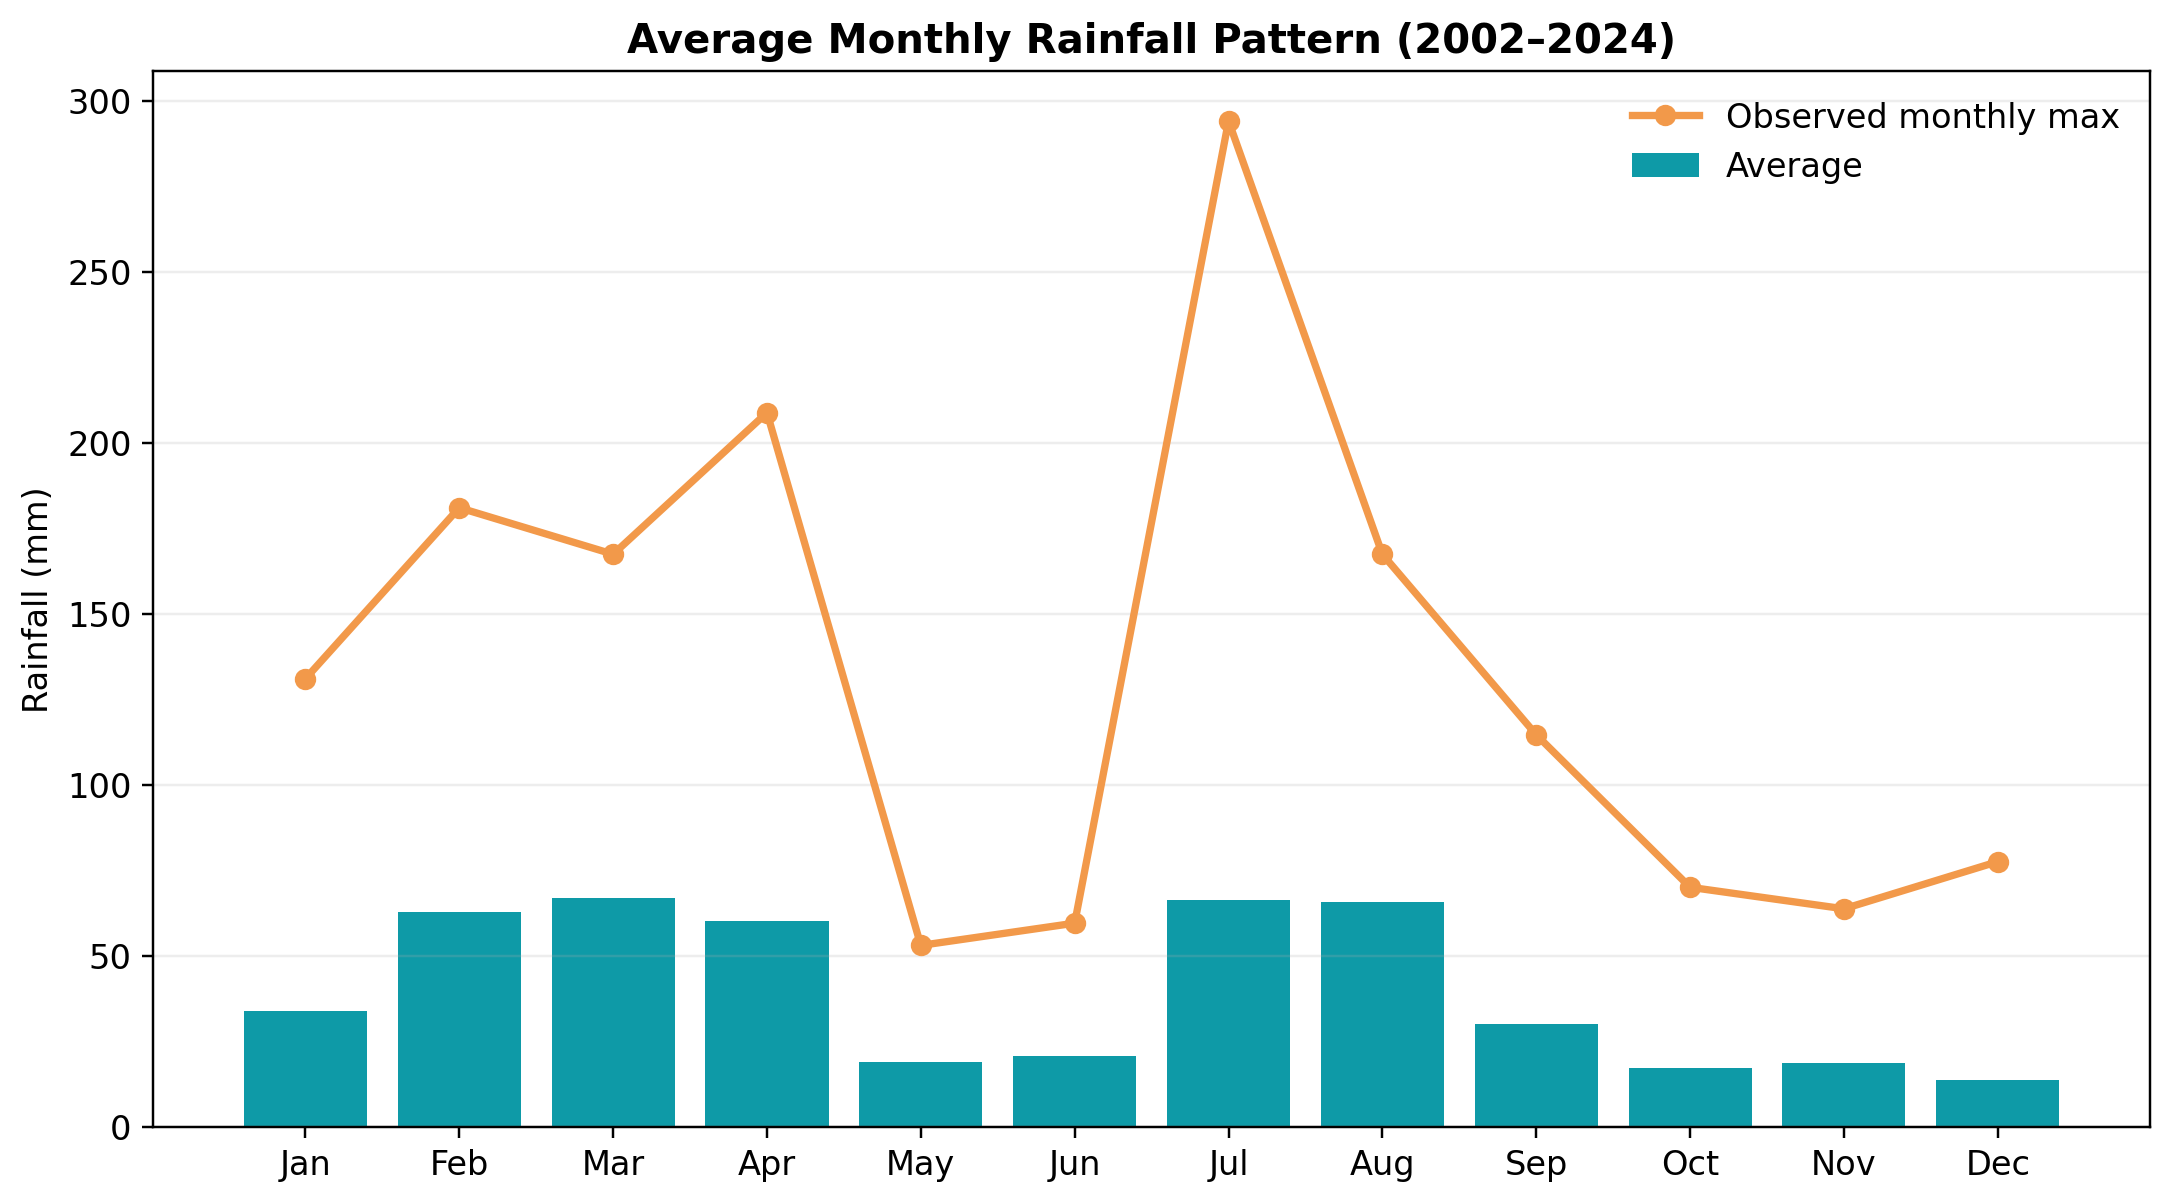 Average Monthly Rainfall Pattern (2002–2024)
Rainfall (mm)
300
250
200
150
100
50
0
Observed monthly max
Average
Jan Feb Mar Apr May Jun Jul Aug Sep Oct Nov Dec